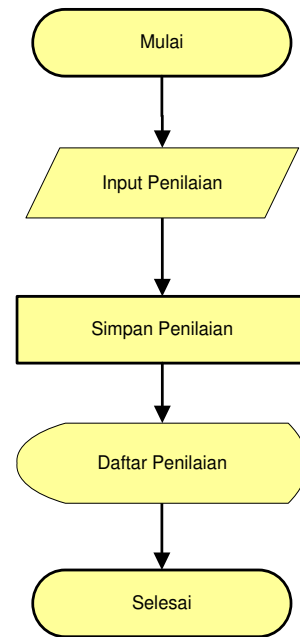 Mulai
Input Penilaian
Simpan Penilaian
Daftar Penilaian
Selesai